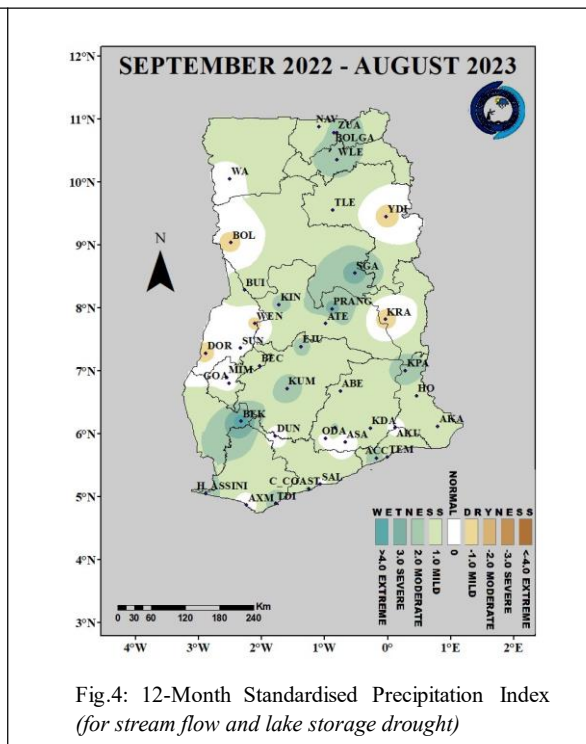 SEPTEMBER 2022 - AUGUST 2023
12°N
11°N
10°N
9°N
8°N
7°N
6°N
5°N
4°N
3°N
4°W
3°W
2°W
1°W
0°
1°E
2°E
N
NAV
ZUA
BOLGA
WLE
WA
TLE
YDI
BOL
SGA
BUI
KIN
PRANG
WEN
ATE
KRA
DOR
SUN
EJU
BEC
KPA
GOA
MIM
KUM
ABE
HO
BEK
DUN
ODA
ASA
KDA
AKU
AKA
ACC
TEM
H_ASSINI
C_COAST
SAL
AXM
TDI
WETNESS
NORMAL
DRYNESS
>4.0 EXTREME
3.0 SEVERE
2.0 MODERATE
1.0 MILD
0
-1.0 MILD
-2.0 MODERATE
-3.0 SEVERE
<-4.0 EXTREME
0 30 60 120 180 240
Km
Fig.4: 12-Month Standardised Precipitation Index
(for stream flow and lake storage drought)